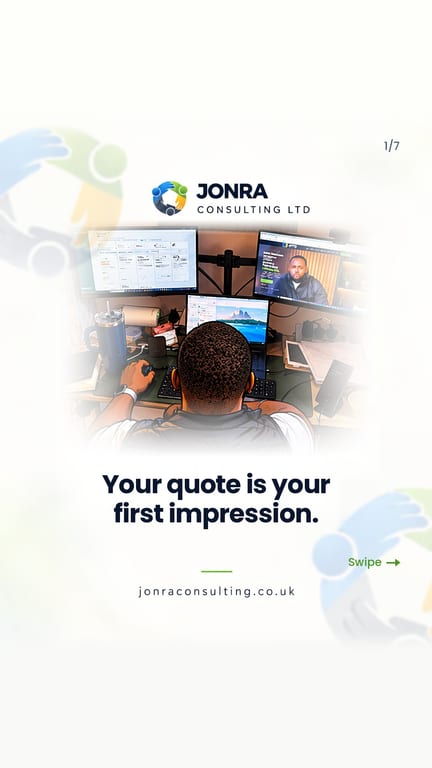 1/7
JONRA
CONSULTING LTD
Your quote is your
first impression.
Swipe →
jonraconsulting.co.uk